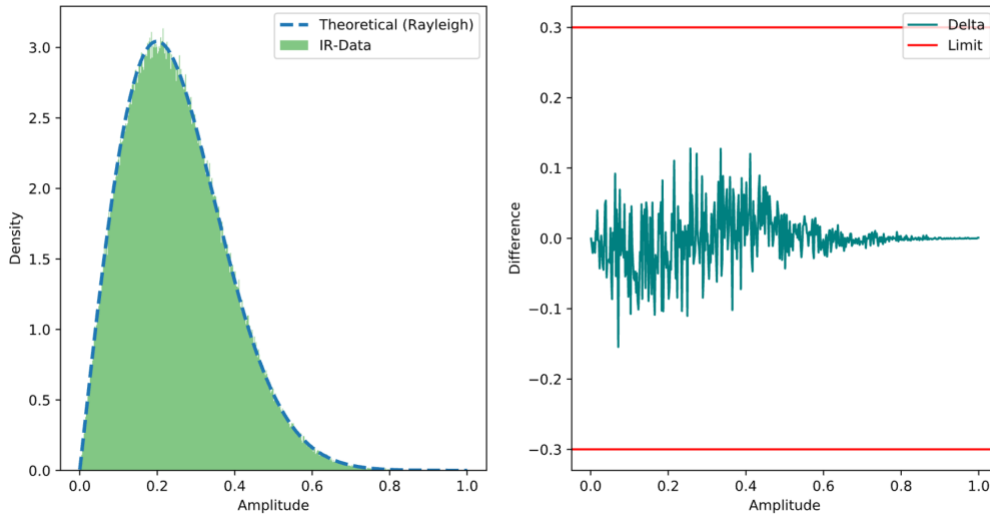 Theoretical (Rayleigh)
IR-Data
3.0
2.5
2.0
1.5
1.0
0.5
0.0
Density
0.0 0.2 0.4 0.6 0.8 1.0
Amplitude
Delta
Limit
0.3
0.2
0.1
0.0
−0.1
−0.2
−0.3
Difference
0.0 0.2 0.4 0.6 0.8 1.0
Amplitude